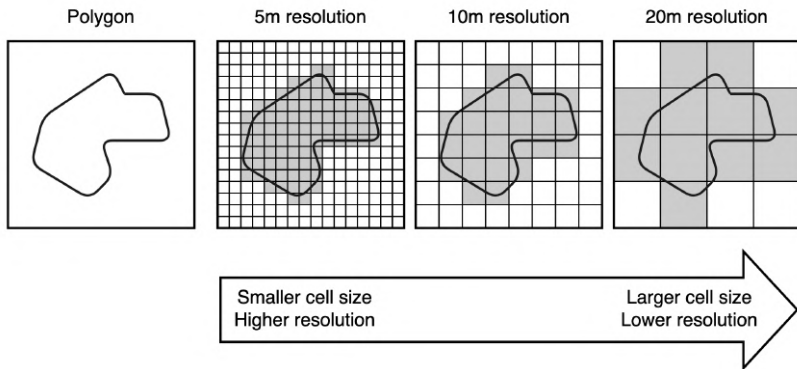 Polygon
5m resolution
10m resolution
20m resolution
Smaller cell size
Higher resolution
Larger cell size
Lower resolution